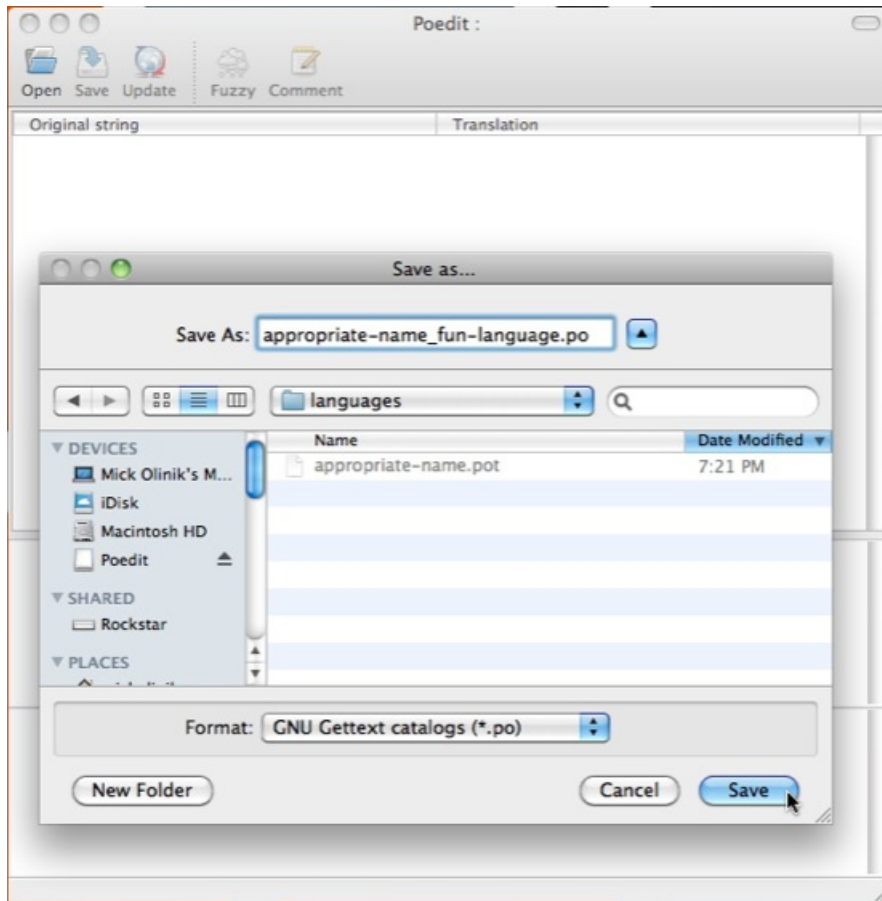 Poedit :
Open Save Update Fuzzy Comment
Original string Translation
Save as...
Save As: appropriate-name_fun-language.po
languages
Name Date Modified
DEVICES
appropriate-name.pot 7:21 PM
Mick Olinik's M...
iDisk
Macintosh HD
Poedit
SHARED
Rockstar
PLACES
Format: GNU Gettext catalogs (*.po)
New Folder Cancel Save